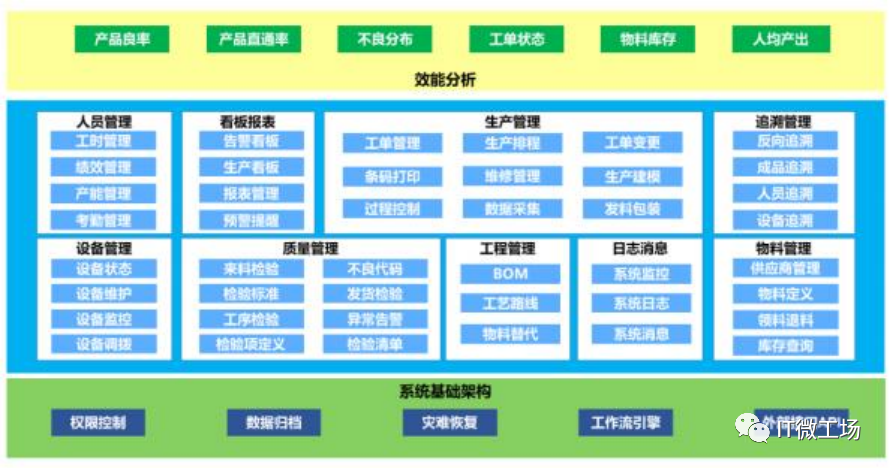 产品良率 产品直通率 不良分布 工单状态 物料库存 人均产出
效能分析
人员管理
工时管理
绩效管理
产能管理
考勤管理
看板报表
告警看板
生产看板
报表管理
预警提醒
生产管理
工单管理 生产排程 工单变更
条码打印 维修管理 生产建模
过程控制 数据采集 发料包装
追溯管理
反向追溯
成品追溯
人员追溯
设备追溯
设备管理
设备状态
设备维护
设备监控
设备调拨
质量管理
来料检验 不良代码
检验标准 发货检验
工序检验 异常告警
检验项定义 检验清单
工程管理
BOM
工艺路线
物料替代
日志消息
系统监控
系统日志
系统消息
物料管理
供应商管理
物料定义
领料退料
库存查询
系统基础架构
权限控制 数据归档 灾难恢复 工作流引擎
IT微工场